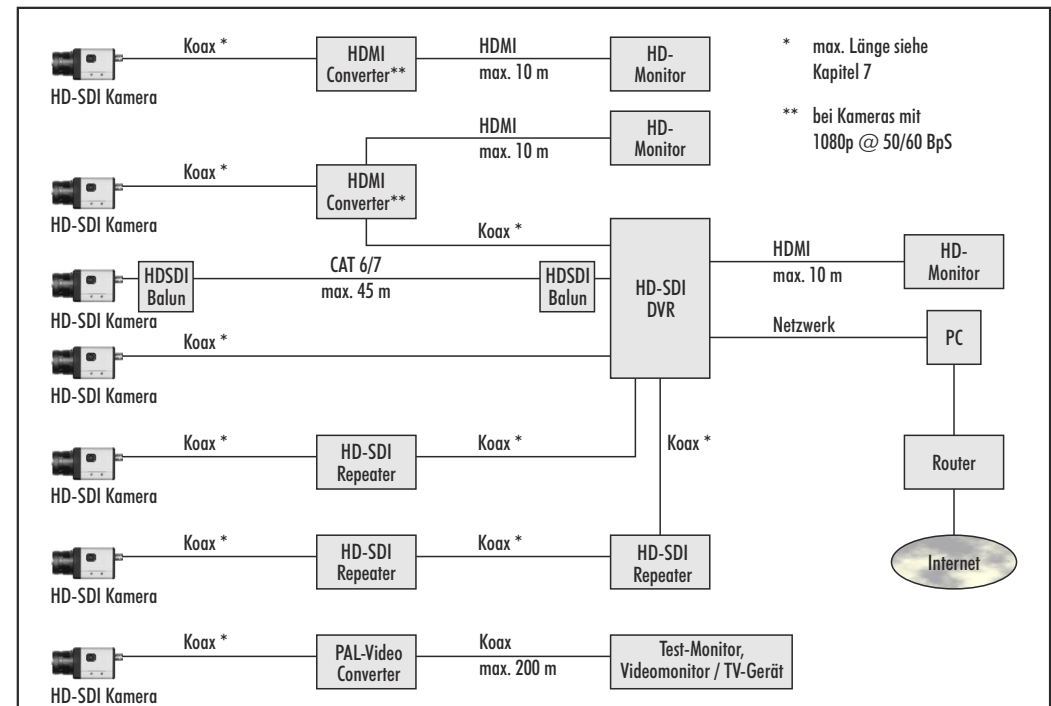 Koax *
HDMI
Converter**
HDMI
max. 10 m
HD-
Monitor
* max. Länge siehe
Kapitel 7
HD-SDI Kamera
** bei Kameras mit
1080p @ 50/60 BpS
HDMI
max. 10 m
HD-
Monitor
Koax *
HDMI
Converter**
HD-SDI Kamera
Koax *
HDSDI
Balun
CAT 6/7
max. 45 m
HDSDI
Balun
HD-SDI
DVR
HDMI
max. 10 m
HD-
Monitor
HD-SDI Kamera
Koax *
Netzwerk
PC
HD-SDI Kamera
Koax *
HD-SDI
Repeater
Koax *
Koax *
Router
HD-SDI Kamera
Koax *
HD-SDI
Repeater
Koax *
HD-SDI
Repeater
Internet
HD-SDI Kamera
Koax *
PAL-Video
Converter
Koax
max. 200 m
Test-Monitor,
Videomonitor / TV-Gerät
HD-SDI Kamera